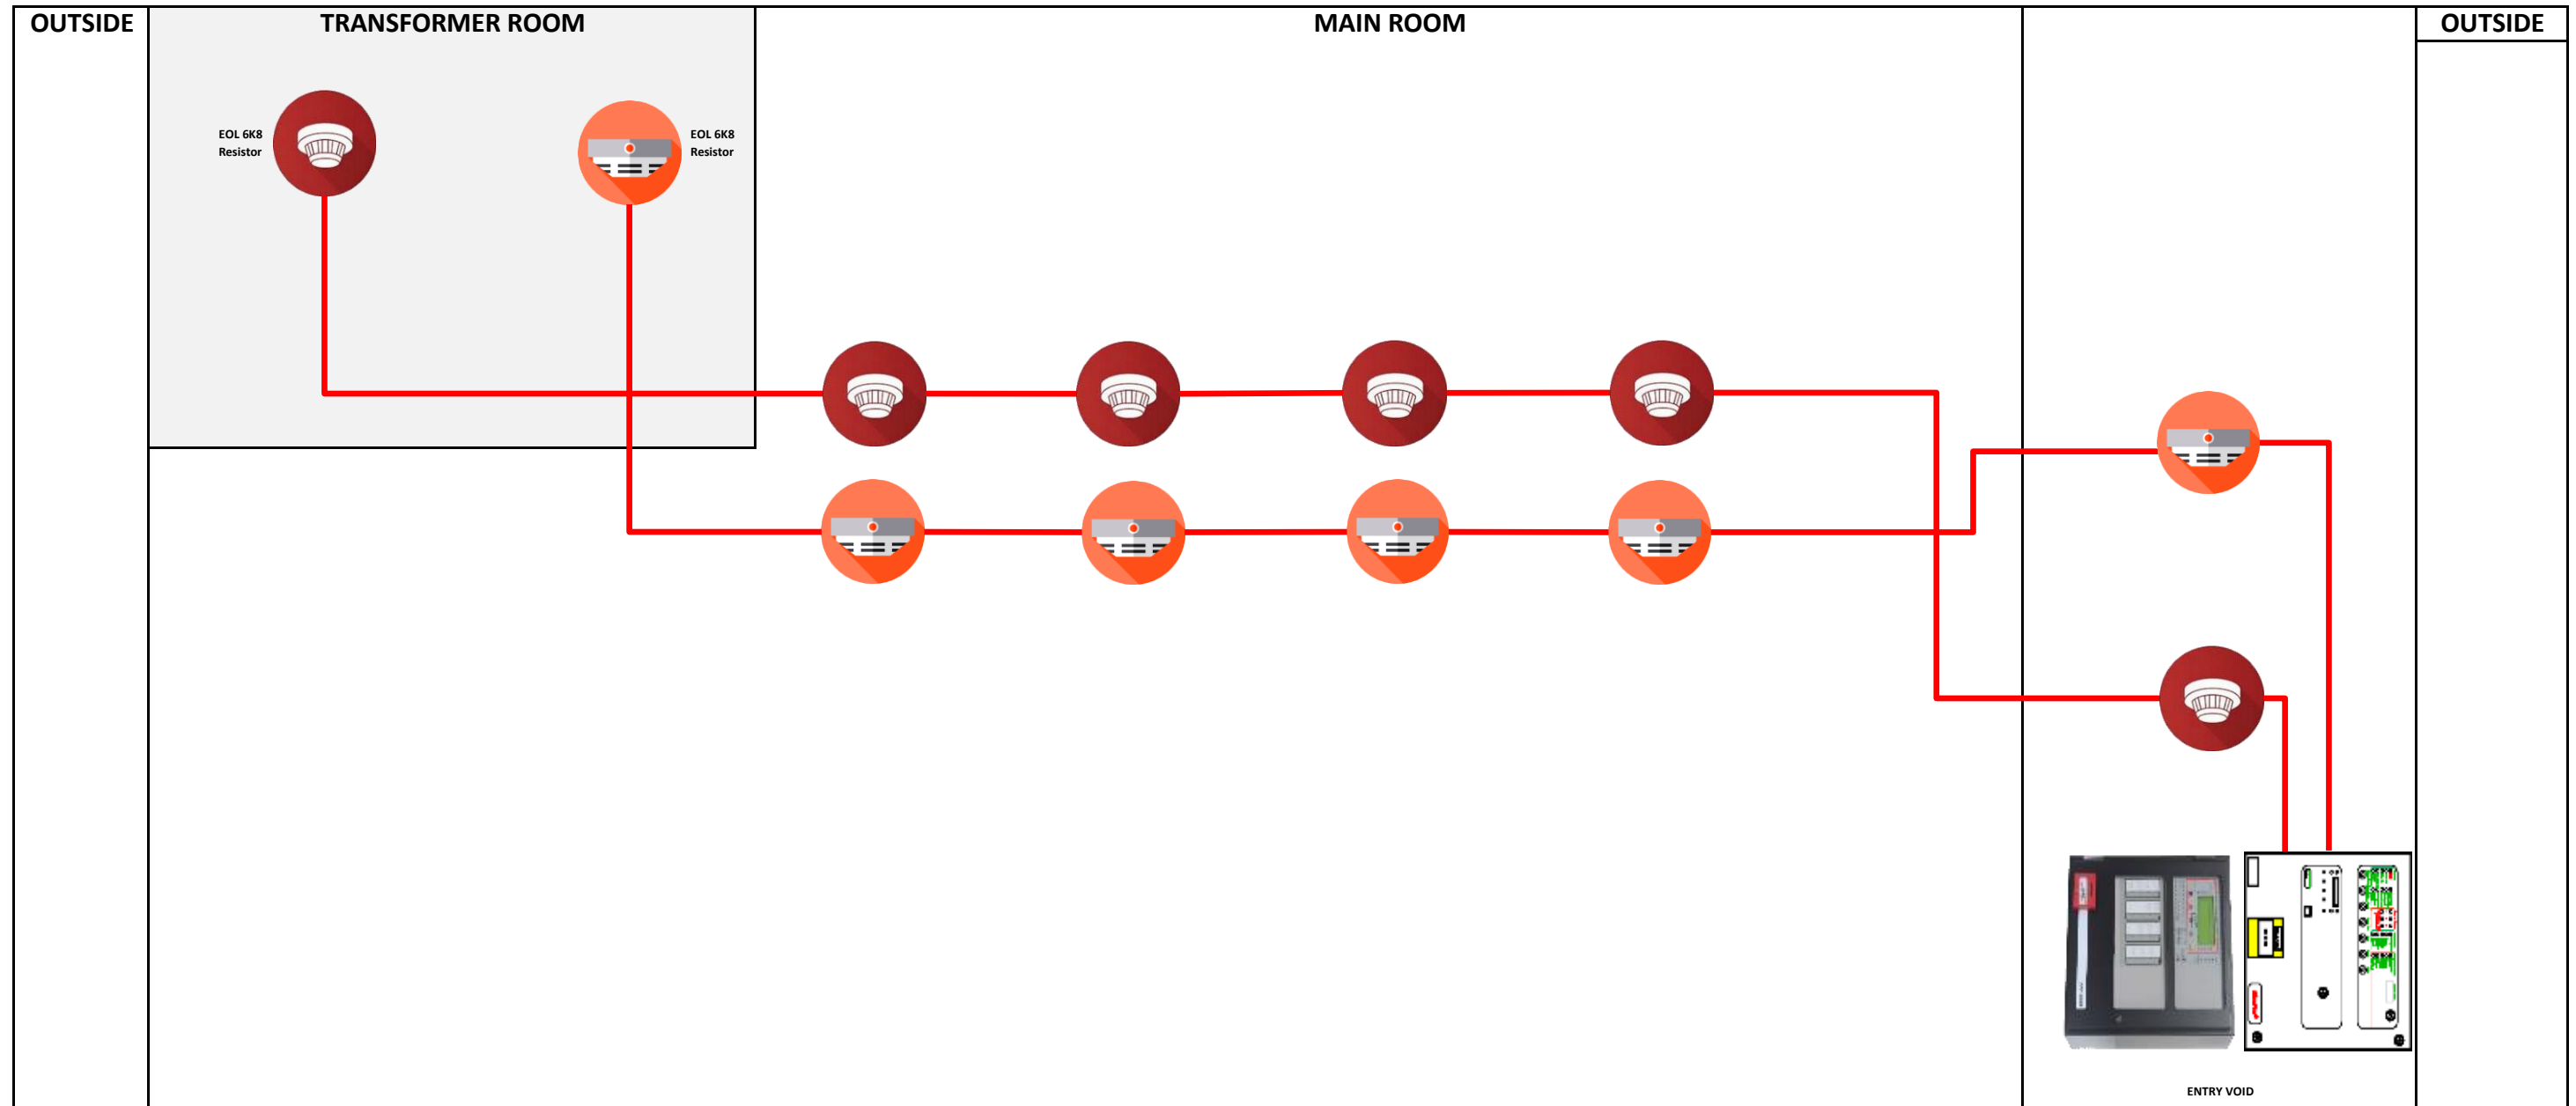 OUTSIDE
TRANSFORMER ROOM
MAIN ROOM
OUTSIDE
EOL 6K8
Resistor
EOL 6K8
Resistor
ENTRY VOID